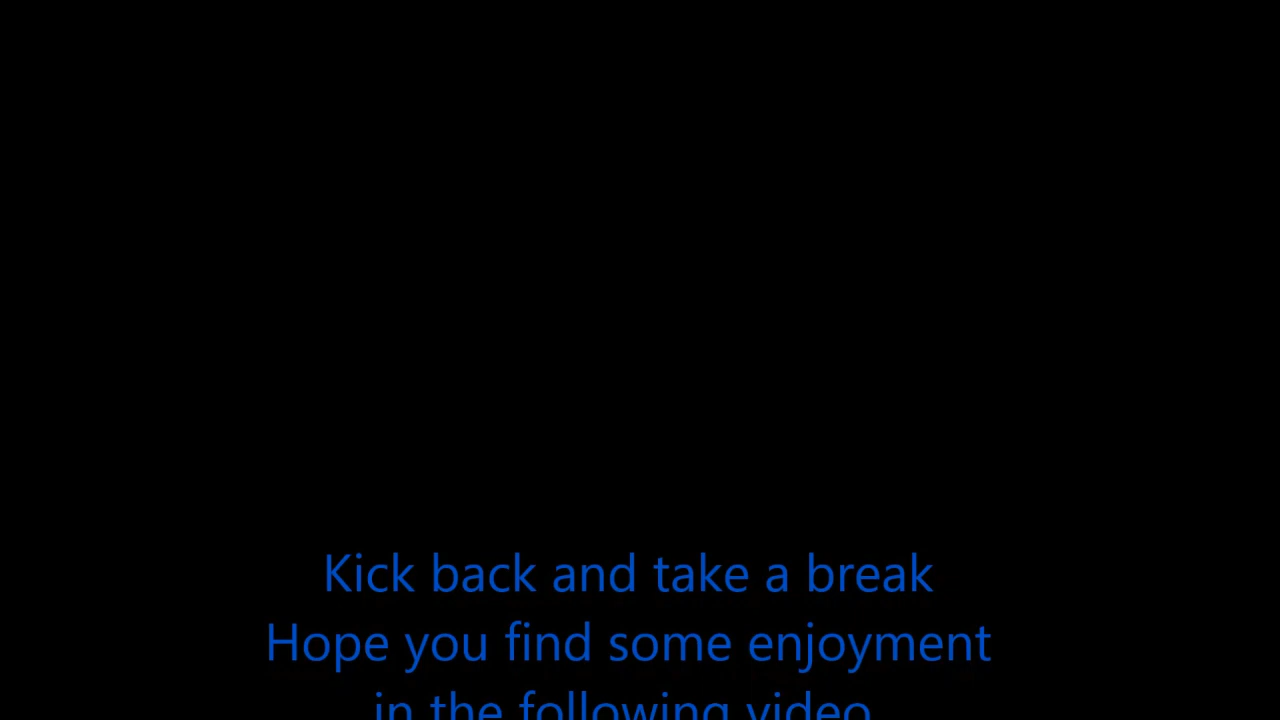 Kick back and take a break
Hope you find some enjoyment
in the following video